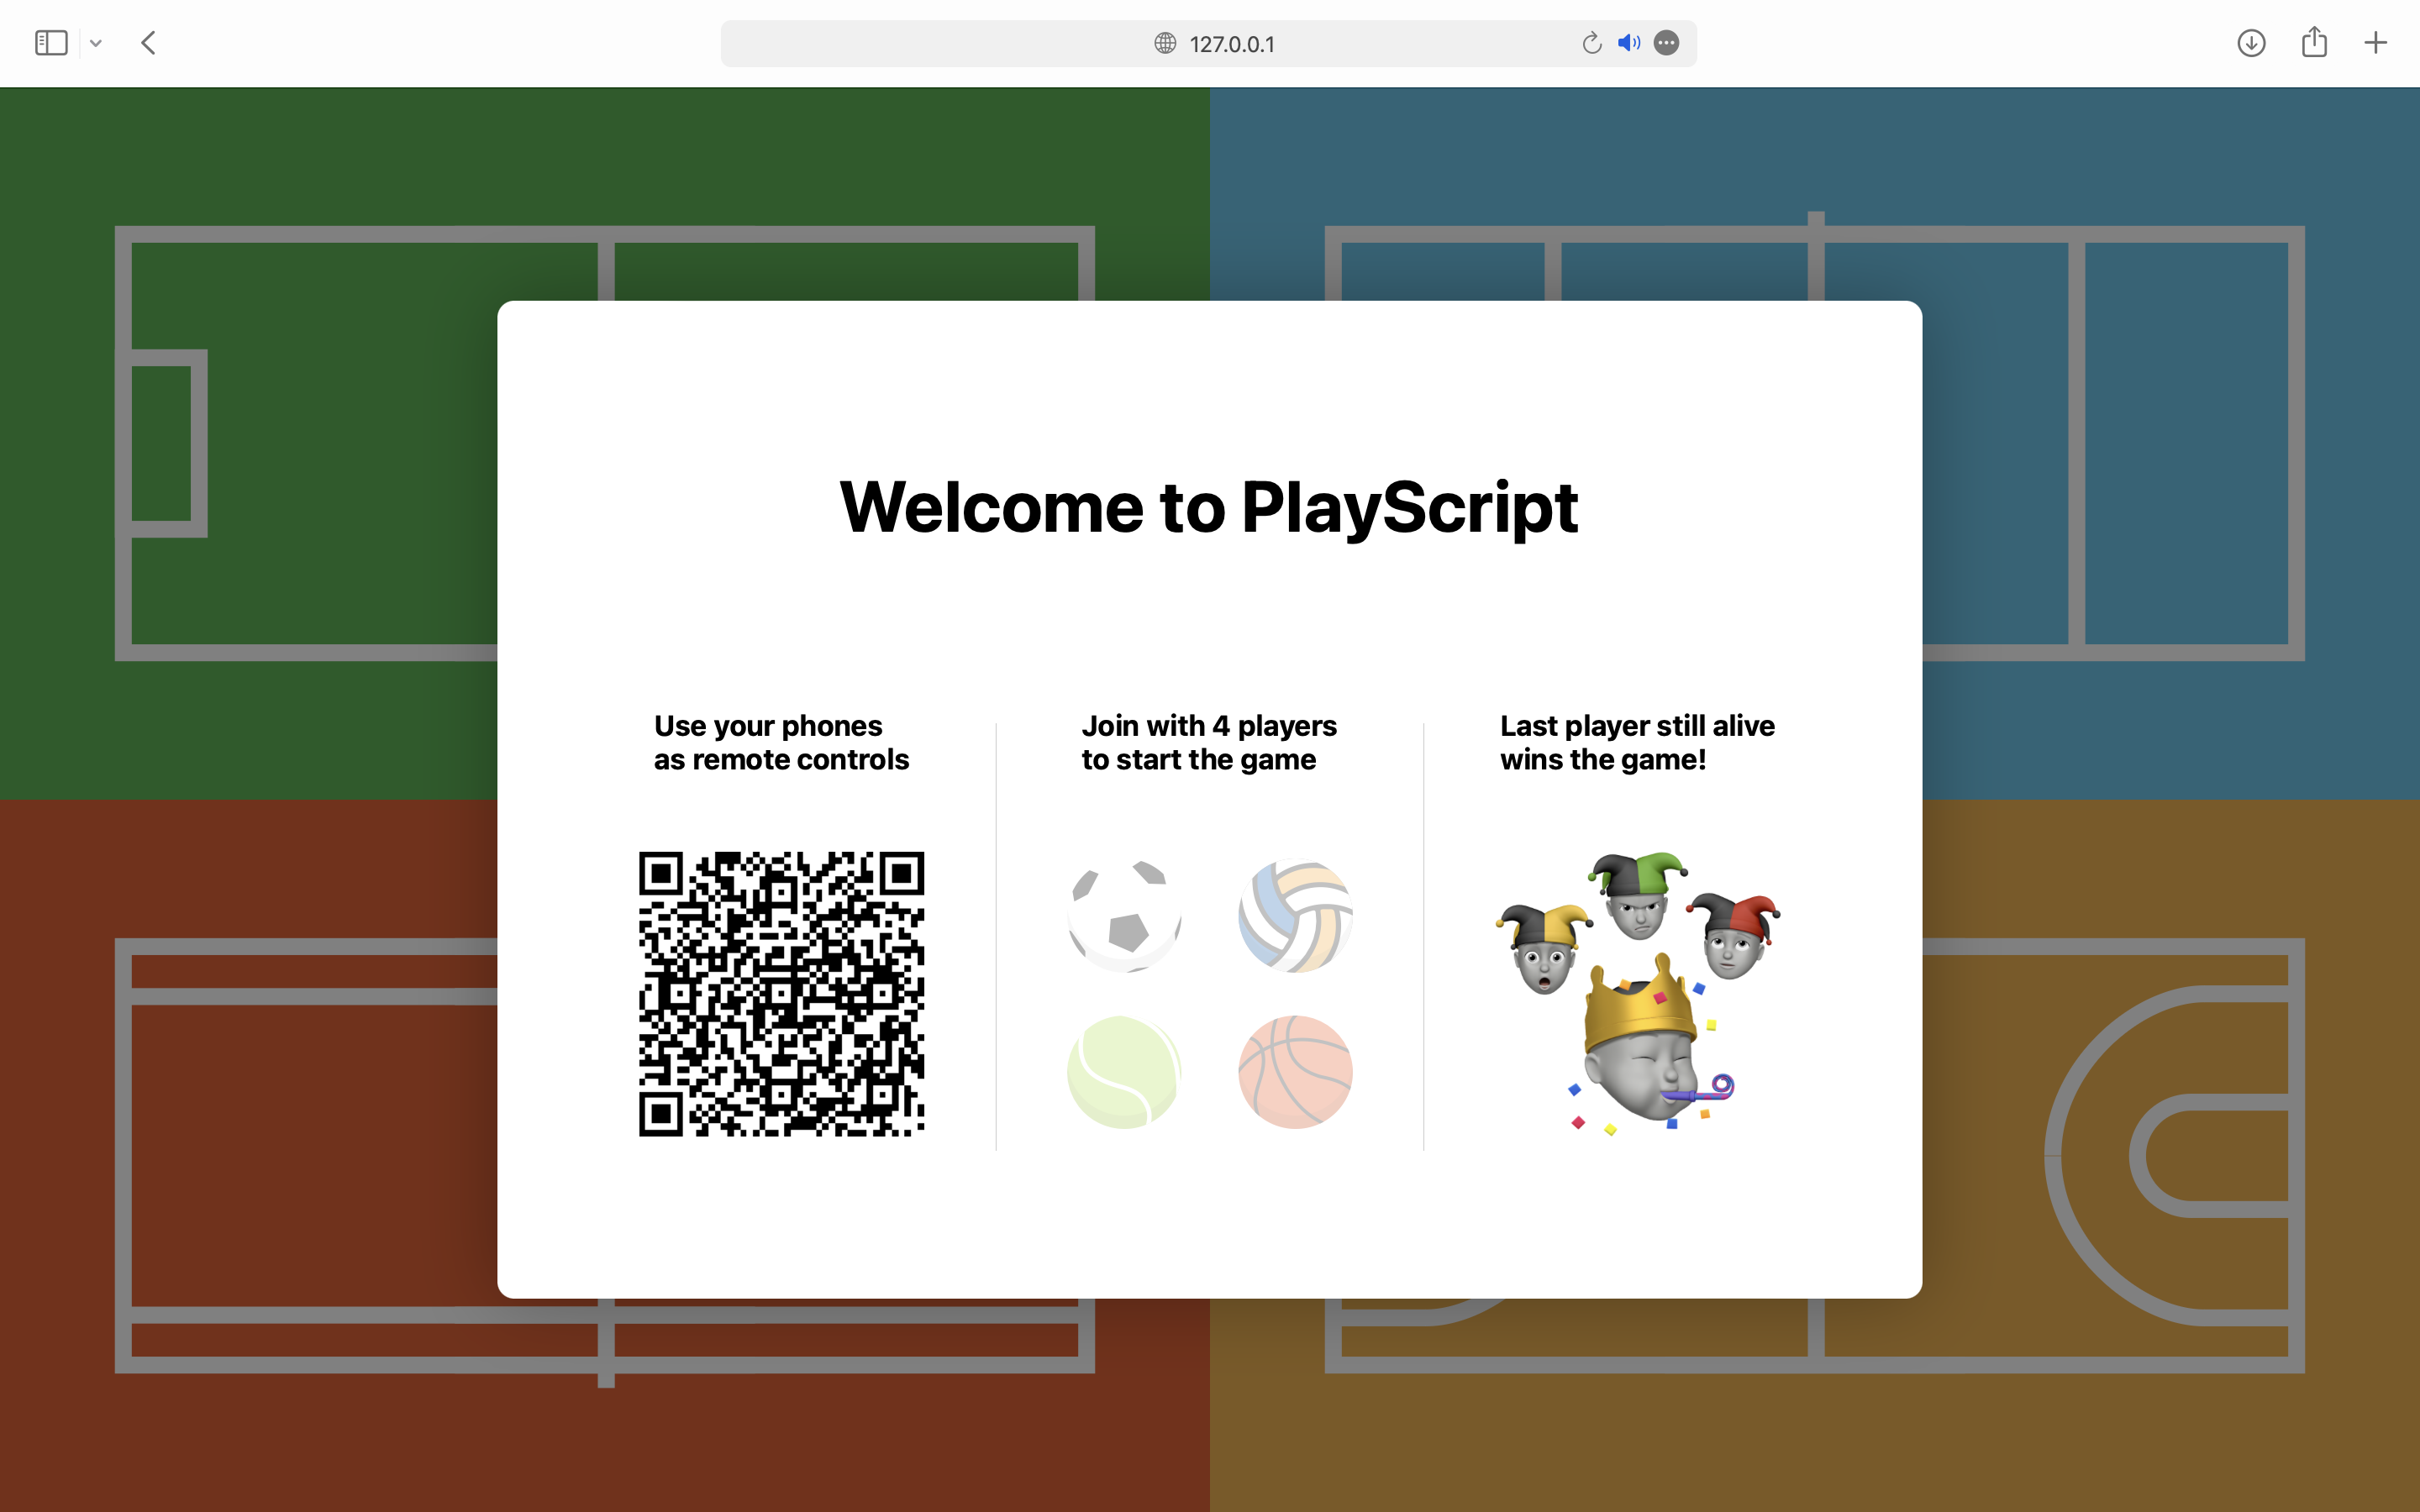 127.0.0.1
Welcome to PlayScript
Use your phones
as remote controls
Join with 4 players
to start the game
Last player still alive
wins the game!